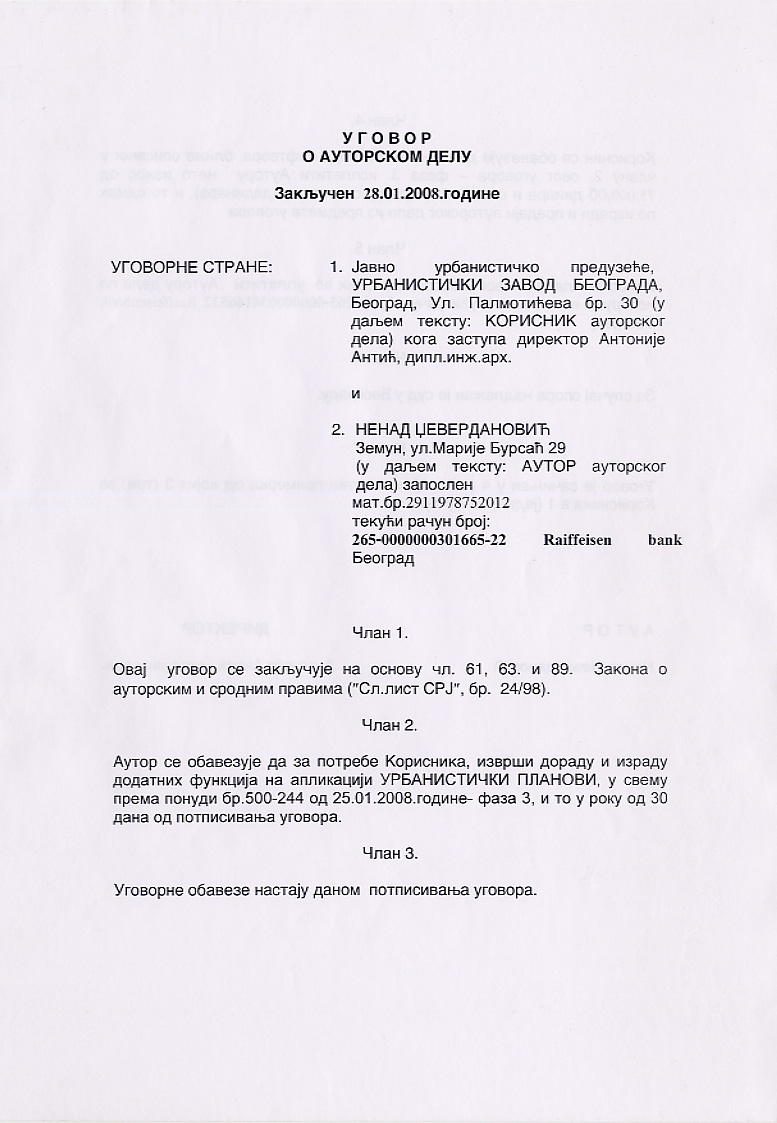 У Г О В О Р
О АУТОРСКОМ ДЕЛУ
Закључен 28.01.2008.године
УГОВОРНЕ СТРАНЕ: 1. Јавно урбанистичко предузеће,
УРБАНИСТИЧКИ ЗАВОД БЕОГРАДА,
Београд, Ул. Палмотићева бр. 30 (у
даљем тексту: КОРИСНИК ауторског
дела) кога заступа директор Антоније
Антић, дипл.инж.арх.
и
2. НЕНАД ЏЕВЕРДАНОВИЋ
Земун, ул.Марије Бурсаћ 29
(у даљем тексту: АУТОР ауторског
дела) запослен
мат.бр.2911978752012
текући рачун број:
265-0000000301665-22 Raiffeisen bank
Београд
Члан 1.
Овај уговор се закључује на основу чл. 61, 63. и 89. Закона о
ауторским и сродним правима ("Сл.лист СРЈ", бр. 24/98).
Члан 2.
Аутор се обавезује да за потребе Корисника, изврши дораду и израду
додатних функција на апликацији УРБАНИСТИЧКИ ПЛАНОВИ, у свему
према понуди бр.500-244 од 25.01.2008.године- фаза 3, и то у року од 30
дана од потписивања уговора.
Члан 3.
Уговорне обавезе настају даном потписивања уговора.